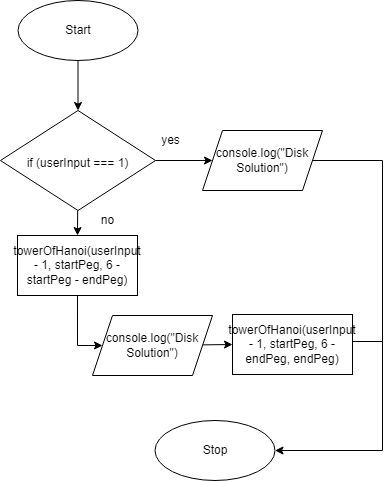 Start
if (userInput === 1)
yes
console.log("Disk
Solution")
no
towerOfHanoi(userInput
- 1, startPeg, 6 -
startPeg - endPeg)
console.log("Disk
Solution")
towerOfHanoi(userInput
- 1, startPeg, 6 -
endPeg, endPeg)
Stop